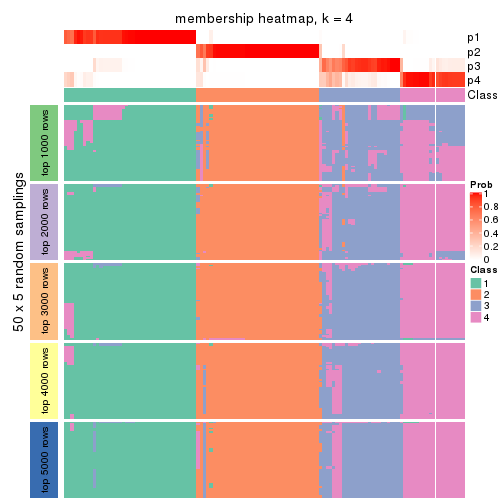 membership heatmap, k = 4
p1
p2
p3
p4
Class
50 x 5 random samplings
top 1000 rows
top 2000 rows
top 3000 rows
top 4000 rows
top 5000 rows
Prob
1
0.8
0.6
0.4
0.2
0
Class
1
2
3
4